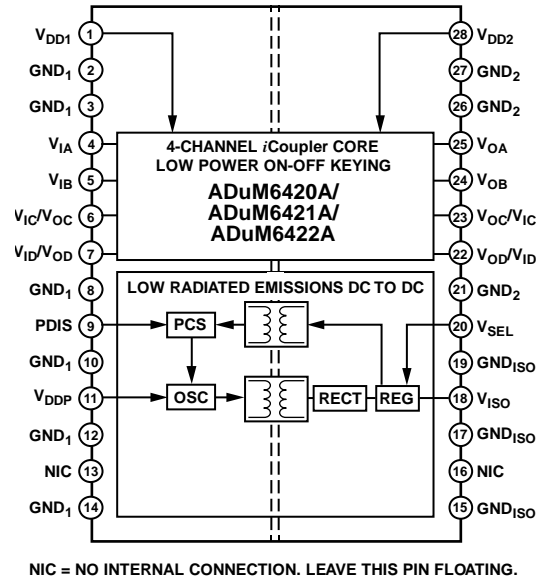 VDD1 1
28 VDD2
GND1 2
27 GND2
GND1 3
26 GND2
VIA 4
4-CHANNEL iCoupler CORE
25 VOA
LOW POWER ON-OFF KEYING
VIB 5
ADuM6420A/
24 VOB
VIC/VOC 6
ADuM6421A/
23 VOC/VIC
ADuM6422A
VID/VOD 7
22 VOD/VID
GND1 8
LOW RADIATED EMISSIONS DC TO DC
21 GND2
PDIS 9
PCS
20 VSEL
GND1 10
19 GNDISO
VDDP 11
OSC
RECT
REG
18 VISO
GND1 12
17 GNDISO
NIC 13
16 NIC
GND1 14
15 GNDISO
NIC = NO INTERNAL CONNECTION. LEAVE THIS PIN FLOATING.